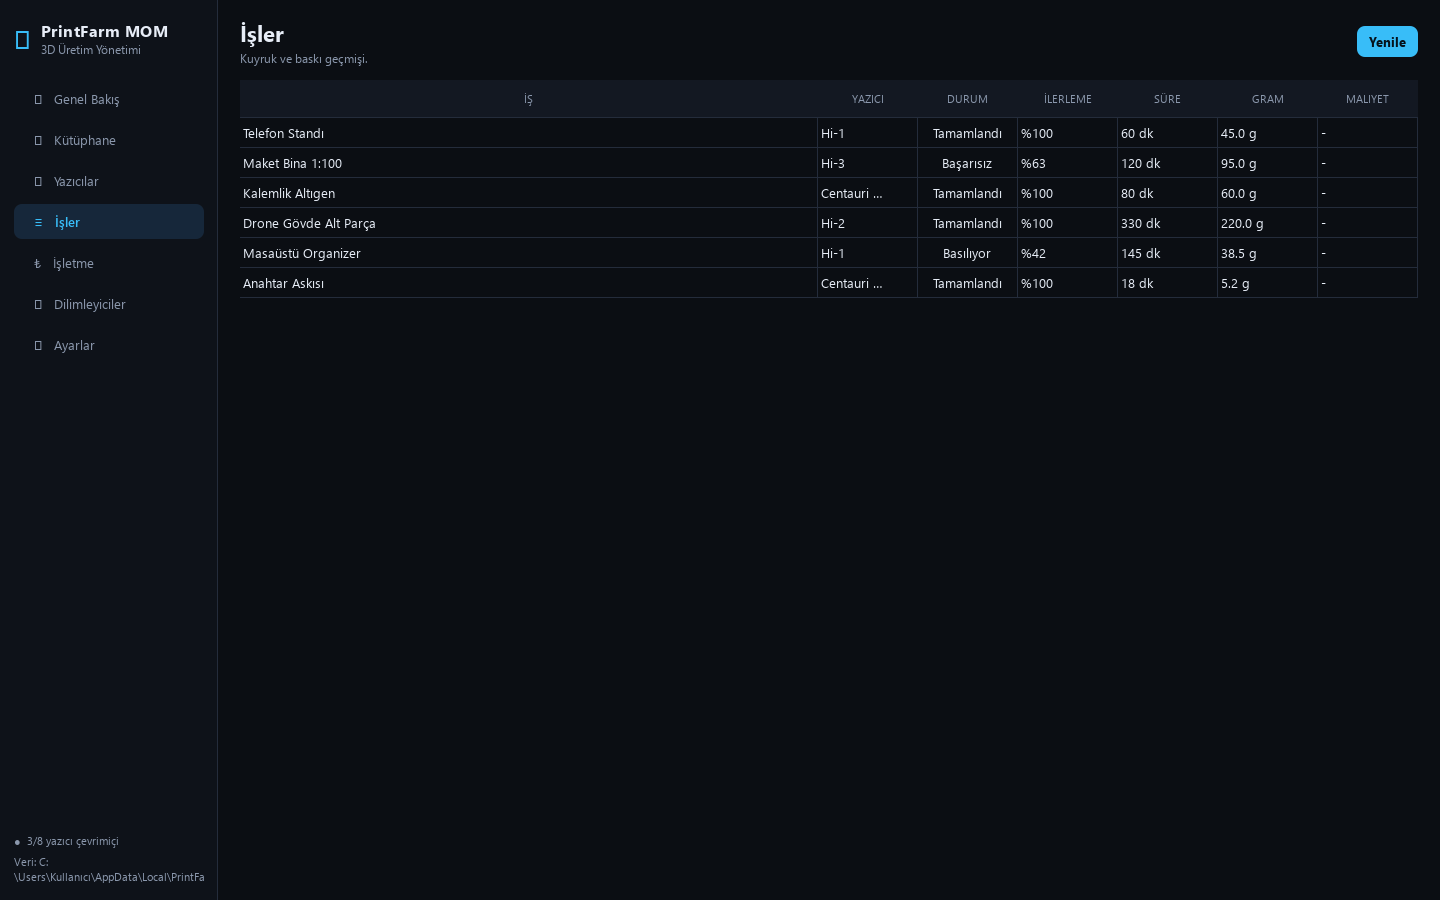 PrintFarm MOM
3D Üretim Yönetimi
Genel Bakış
Kütüphane
Yazıcılar
İşler
₺ İşletme
Dilimleyiciler
Ayarlar
● 3/8 yazıcı çevrimiçi
Veri: C:
\Users\Kullanıcı\AppData\Local\PrintFa
İşler
Kuyruk ve baskı geçmişi.
Yenile
İŞ YAZICI DURUM İLERLEME SÜRE GRAM MALIYET
Telefon Standı Hi-1 Tamamlandı %100 60 dk 45.0 g -
Maket Bina 1:100 Hi-3 Başarısız %63 120 dk 95.0 g -
Kalemlik Altıgen Centauri ... Tamamlandı %100 80 dk 60.0 g -
Drone Gövde Alt Parça Hi-2 Tamamlandı %100 330 dk 220.0 g -
Masaüstü Organizer Hi-1 Basılıyor %42 145 dk 38.5 g -
Anahtar Askısı Centauri ... Tamamlandı %100 18 dk 5.2 g -